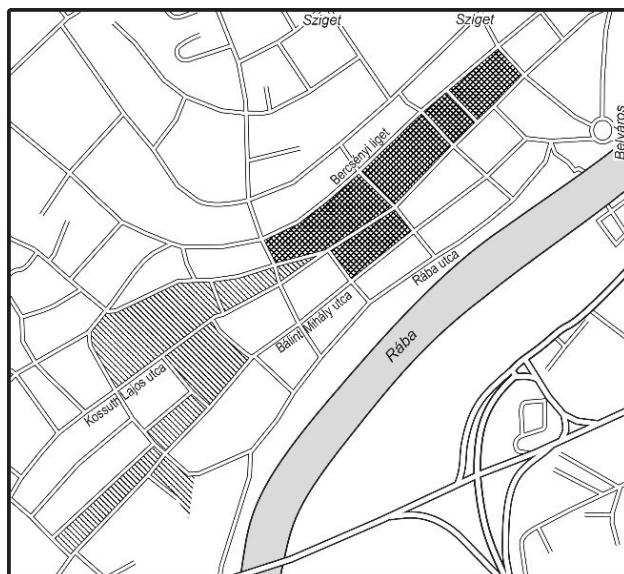 Sziget
Sziget
Belváros
Bercsényi liget
Rába utca
Bálint Mihály utca
Rába
Kossuth Lajos utca